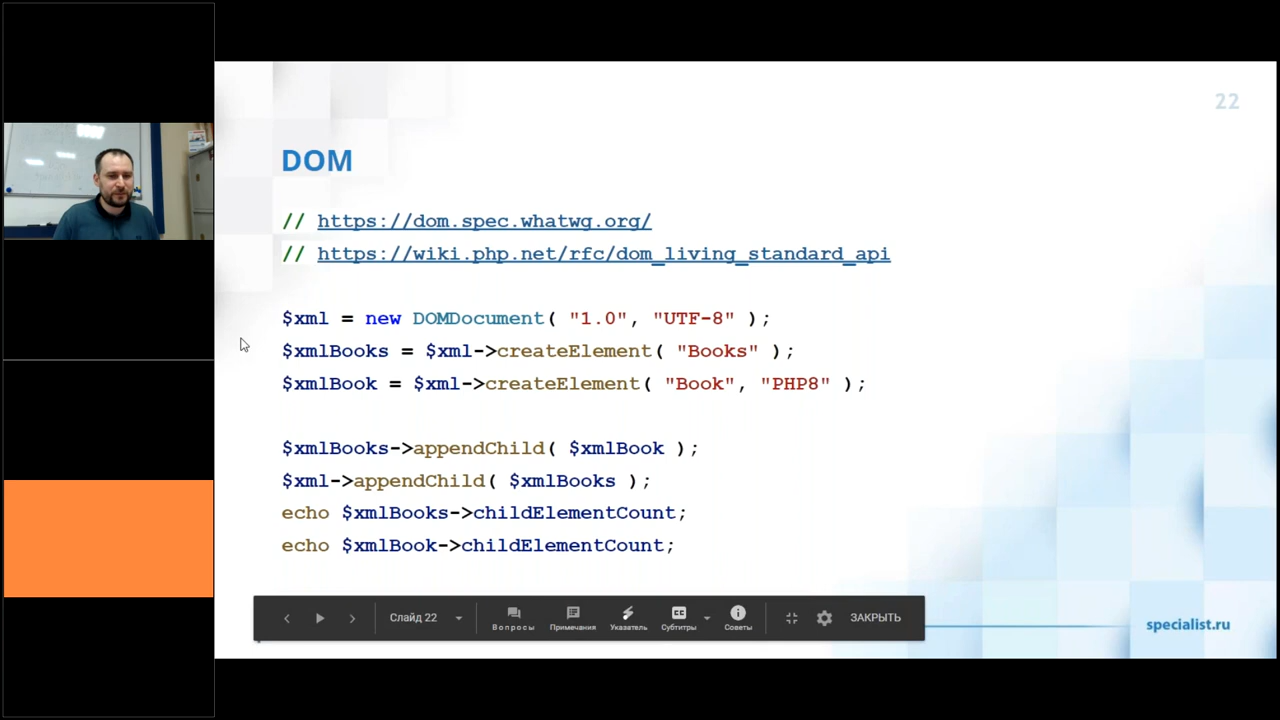 22
DOM
// https://dom.spec.whatwg.org/
// https://wiki.php.net/rfc/dom_living_standard_api
$xml = new DOMDocument( "1.0", "UTF-8" );
$xmlBooks = $xml->createElement( "Books" );
$xmlBook = $xml->createElement( "Book", "PHP8" );
$xmlBooks->appendChild( $xmlBook );
$xml->appendChild( $xmlBooks );
echo $xmlBooks->childElementCount;
echo $xmlBook->childElementCount;
Слайд 22
Вопросы
Примечания
Указатель
Субтитры
Советы
ЗАКРЫТЬ
specialist.ru